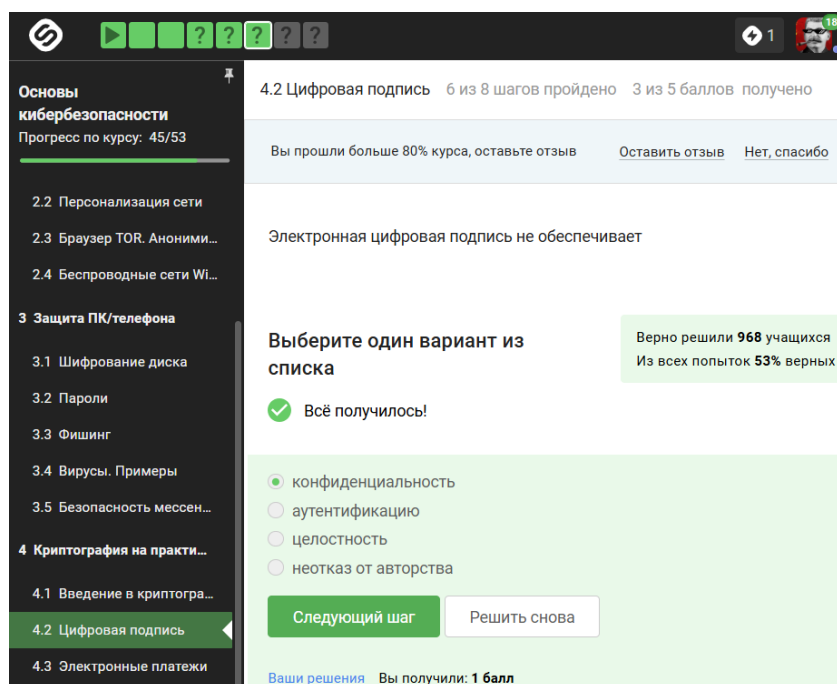 ? ? ? ?
1
18
Основы
кибербезопасности
Прогресс по курсу: 45/53
2.2 Персонализация сети
2.3 Браузер TOR. Аноними...
2.4 Беспроводные сети Wi...
3 Защита ПК/телефона
3.1 Шифрование диска
3.2 Пароли
3.3 Фишинг
3.4 Вирусы. Примеры
3.5 Безопасность мессен...
4 Криптография на практи...
4.1 Введение в криптогра...
4.2 Цифровая подпись
4.3 Электронные платежи
4.2 Цифровая подпись 6 из 8 шагов пройдено 3 из 5 баллов получено
Вы прошли больше 80% курса, оставьте отзыв Оставить отзыв Нет, спасибо
Электронная цифровая подпись не обеспечивает
Выберите один вариант из
списка
Верно решили 968 учащихся
Из всех попыток 53% верных
Всё получилось!
конфиденциальность
аутентификацию
целостность
неотказ от авторства
Следующий шаг Решить снова
Ваши решения Вы получили: 1 балл